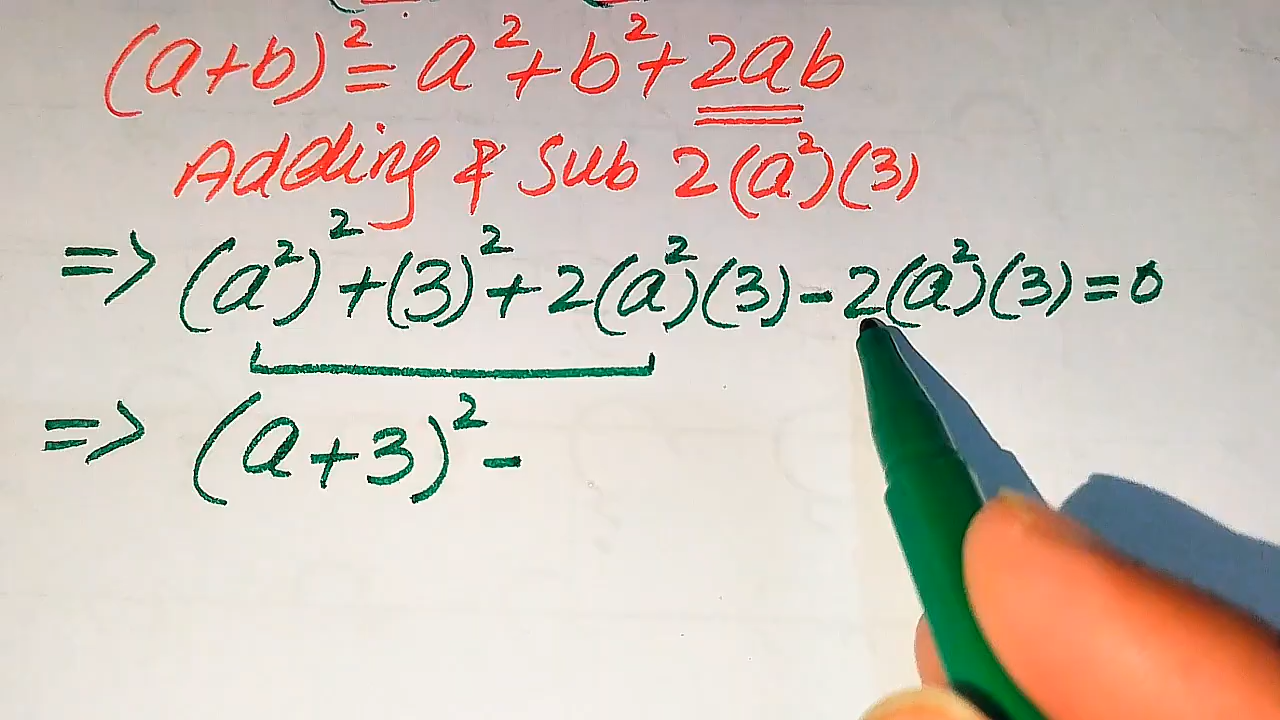 (a+b)² = a² + b² + 2ab
Adding & Sub 2(a²)(3)
=> (a²)² + (3)² + 2(a²)(3) - 2(a²)(3) = 0
=> (a+3)² -